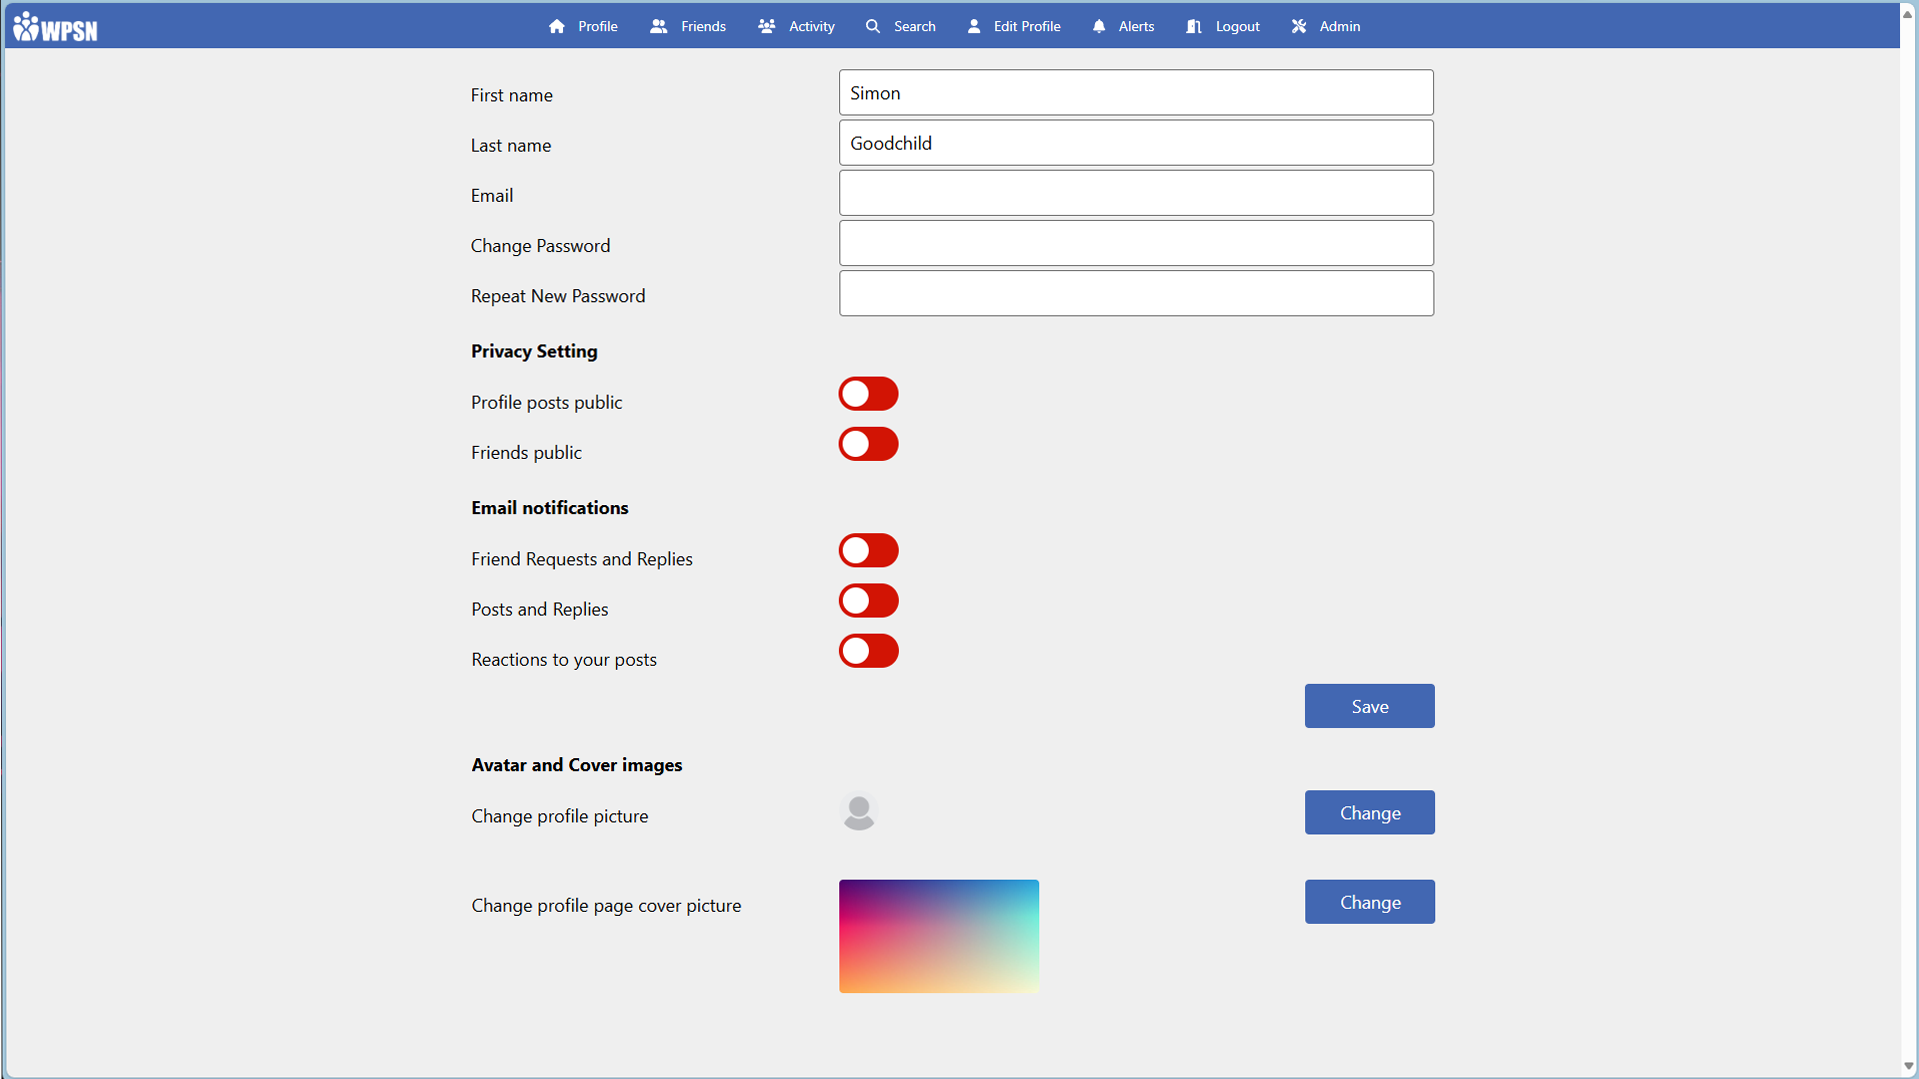 WPSN
Profile Friends Activity Search Edit Profile Alerts Logout Admin
First name Simon
Last name Goodchild
Email
Change Password
Repeat New Password
Privacy Setting
Profile posts public
Friends public
Email notifications
Friend Requests and Replies
Posts and Replies
Reactions to your posts
Save
Avatar and Cover images
Change profile picture Change
Change profile page cover picture Change